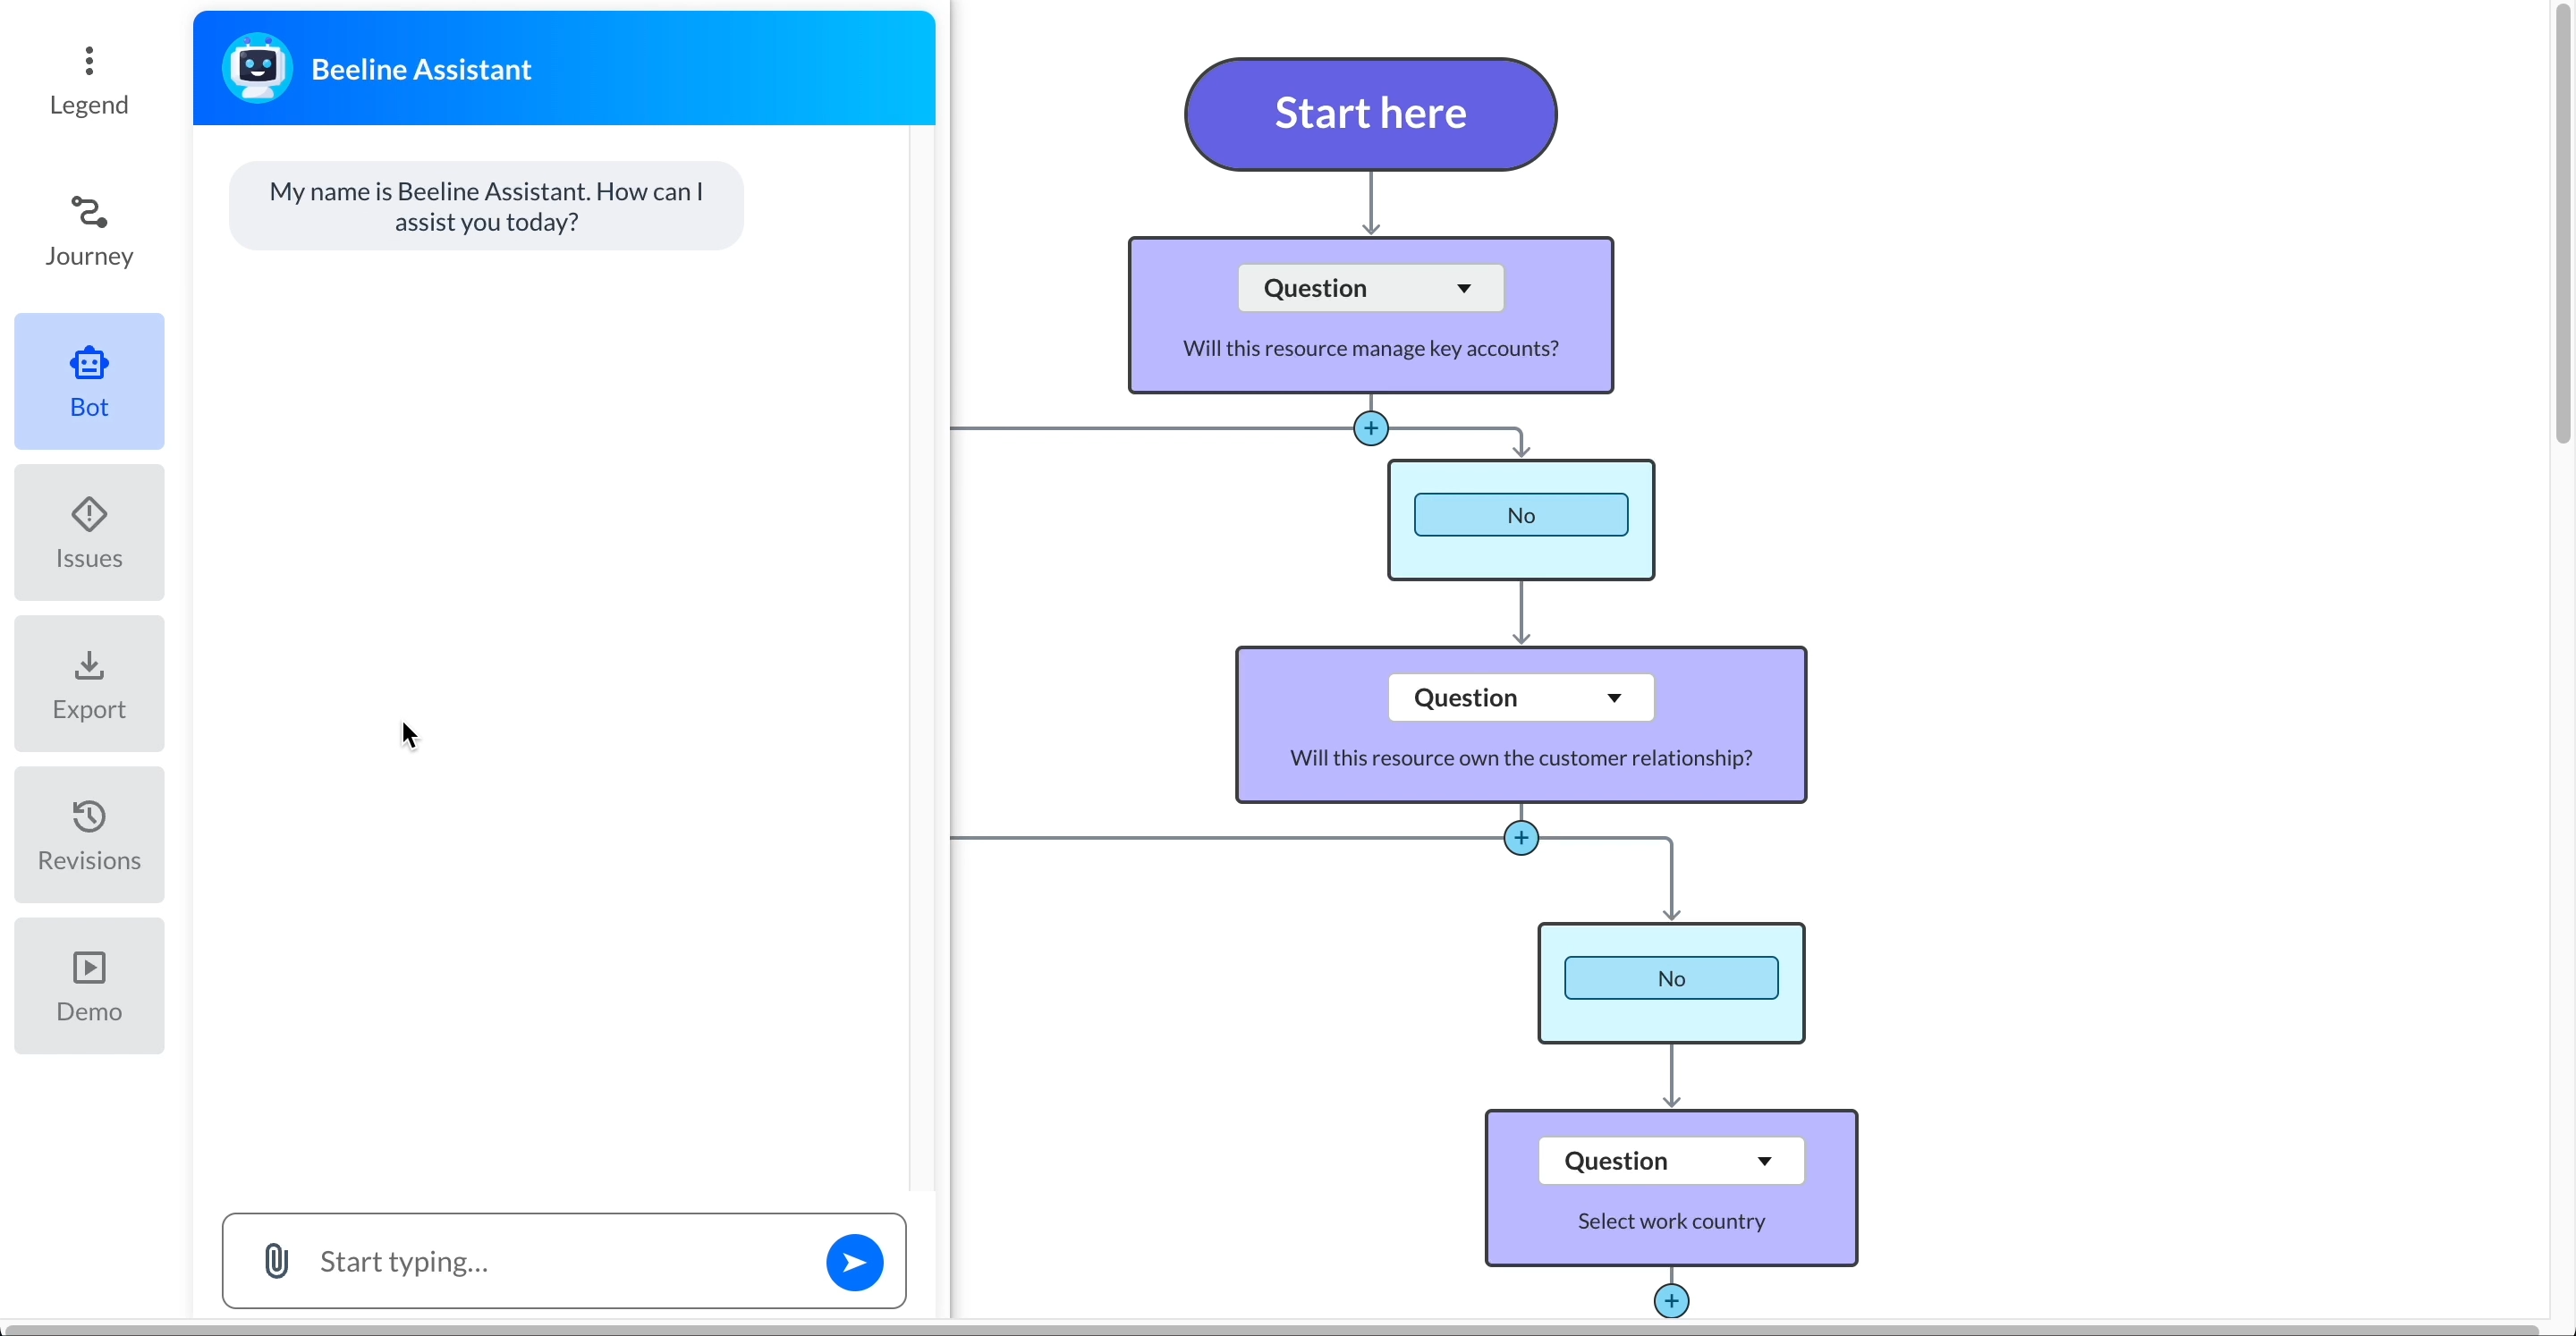 Legend
Journey
Bot
Issues
Export
Revisions
Demo
Beeline Assistant
My name is Beeline Assistant. How can I
assist you today?
Start typing...
Start here
Question
Will this resource manage key accounts?
No
Question
Will this resource own the customer relationship?
No
Question
Select work country